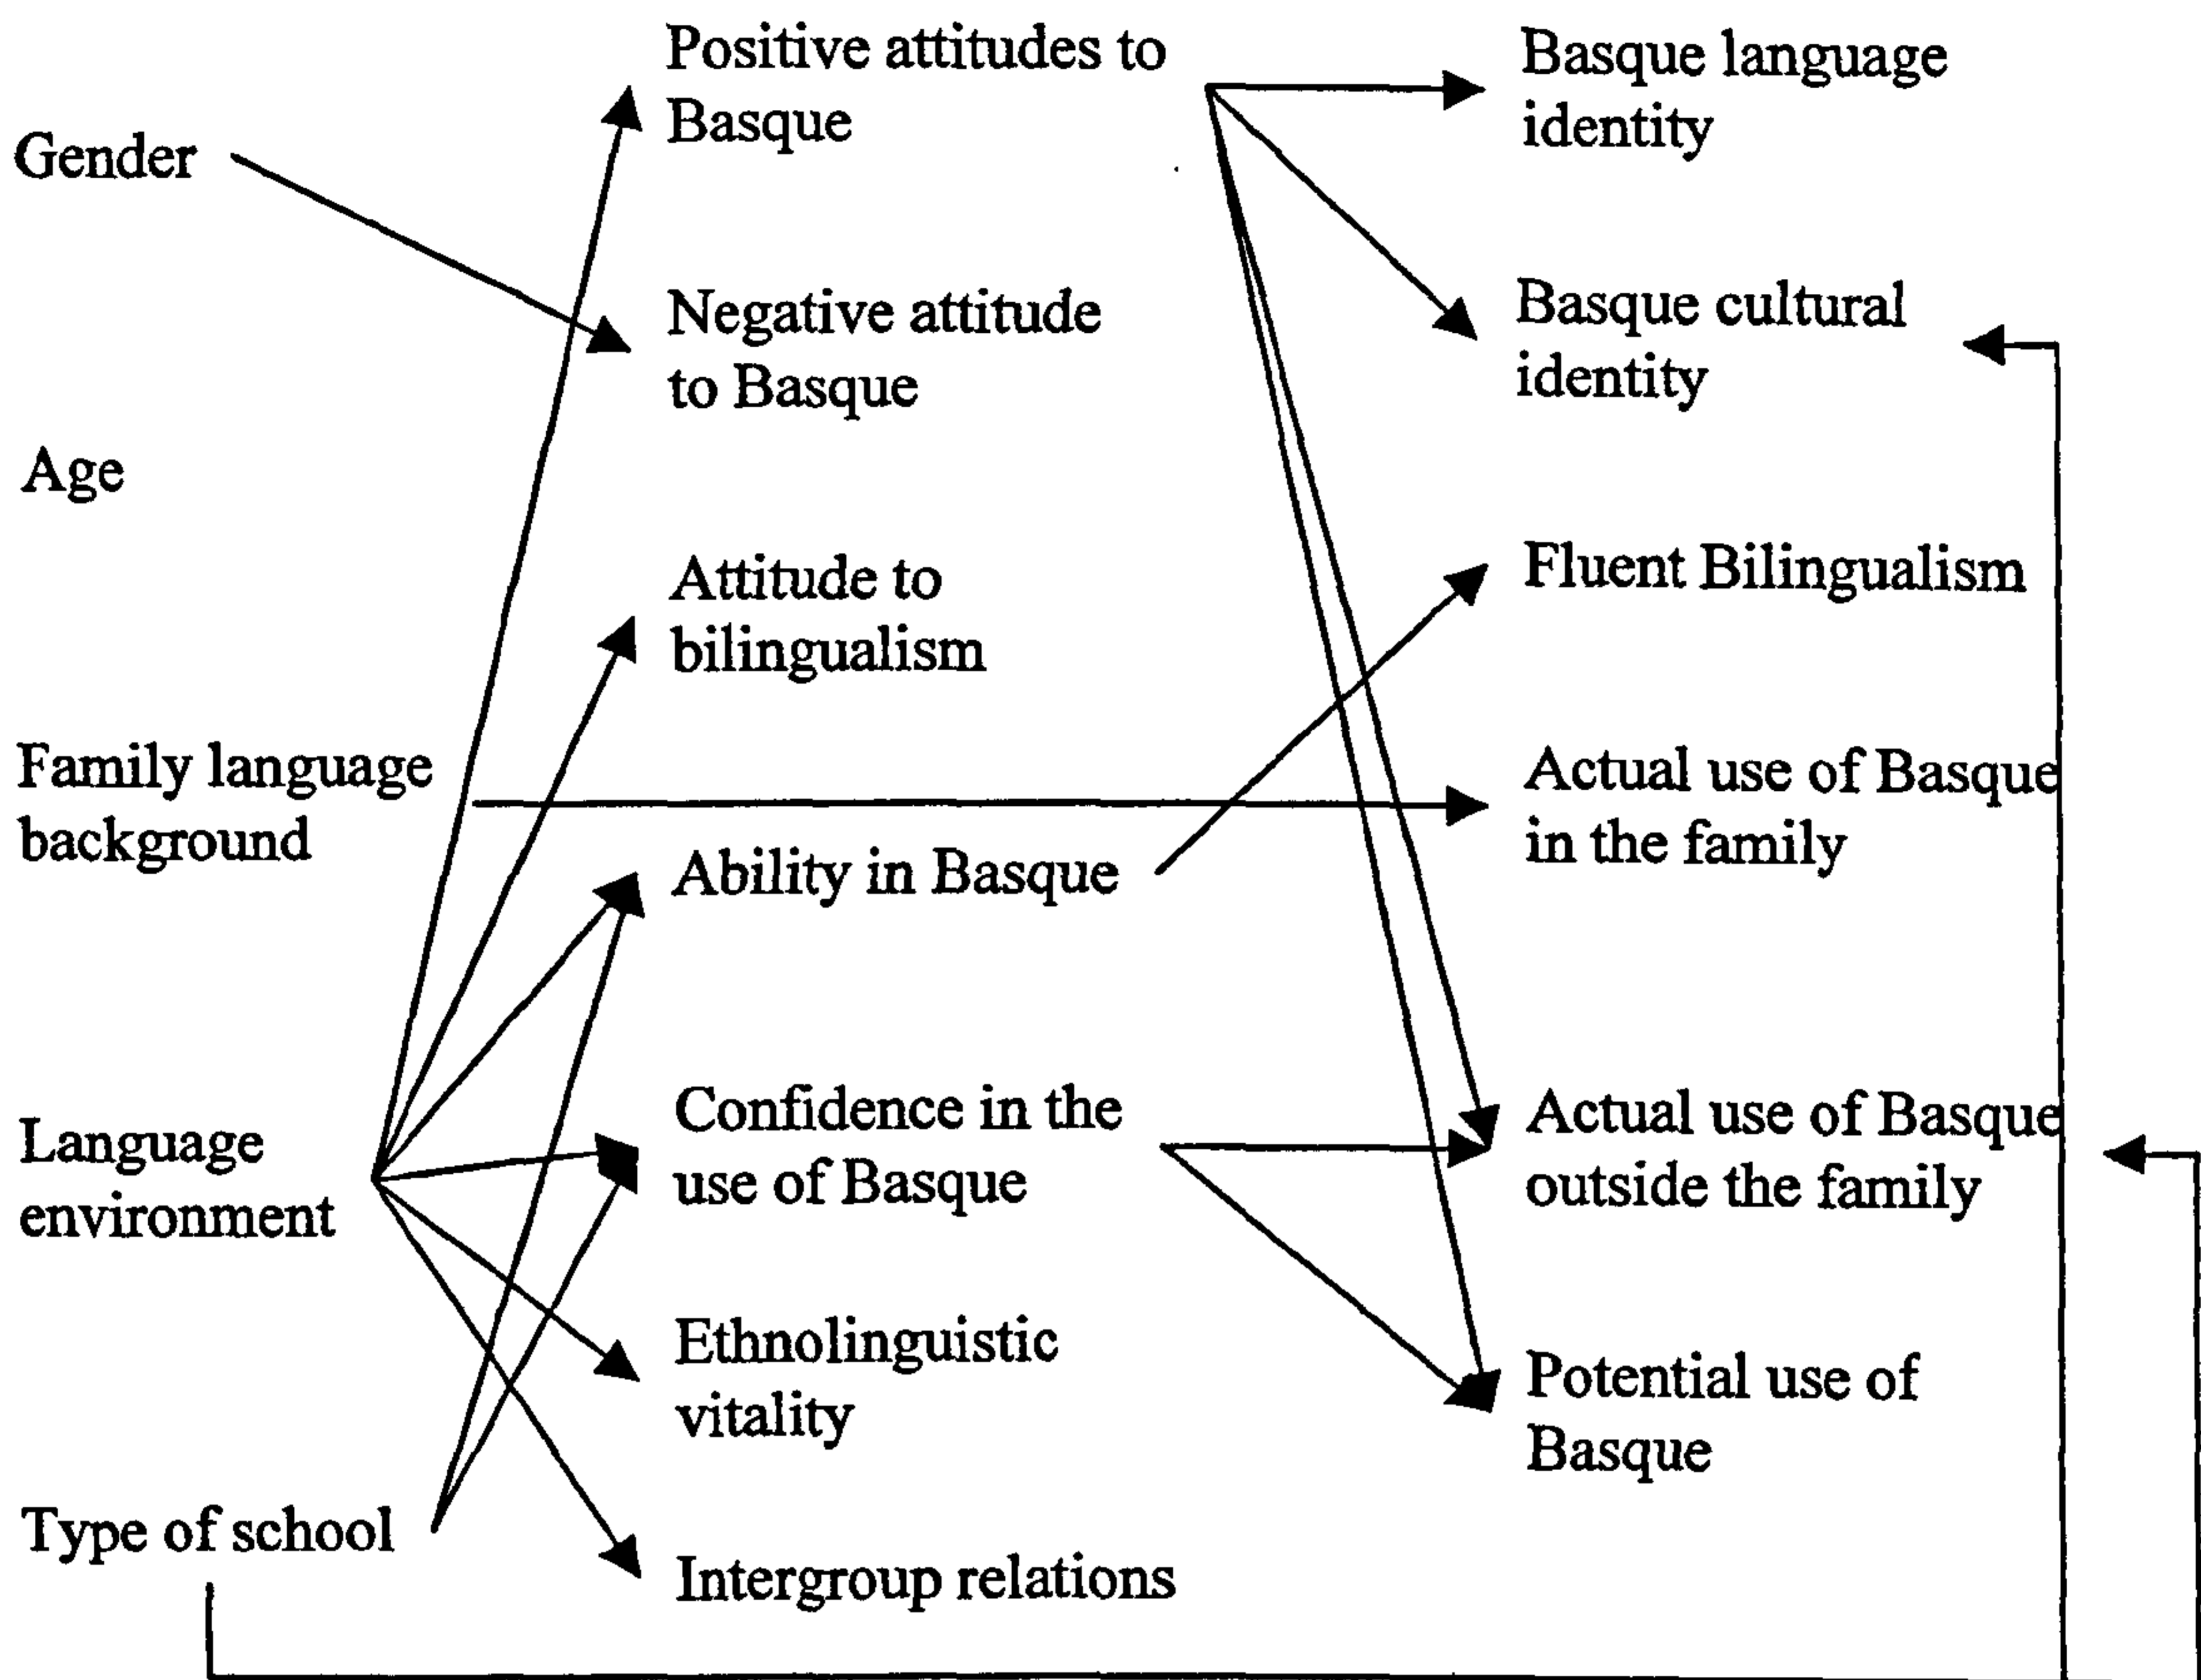 Gender
Age
Family language
background
Language
environment
Type of school
Positive attitudes to
Basque
Negative attitude
to Basque
Attitude to
bilingualism
Ability in Basque
Confidence in the
use of Basque
Ethnolinguistic
vitality
Intergroup relations
Basque language
identity
Basque cultural
identity
Fluent Bilingualism
Actual use of Basque
in the family
Actual use of Basque
outside the family
Potential use of
Basque